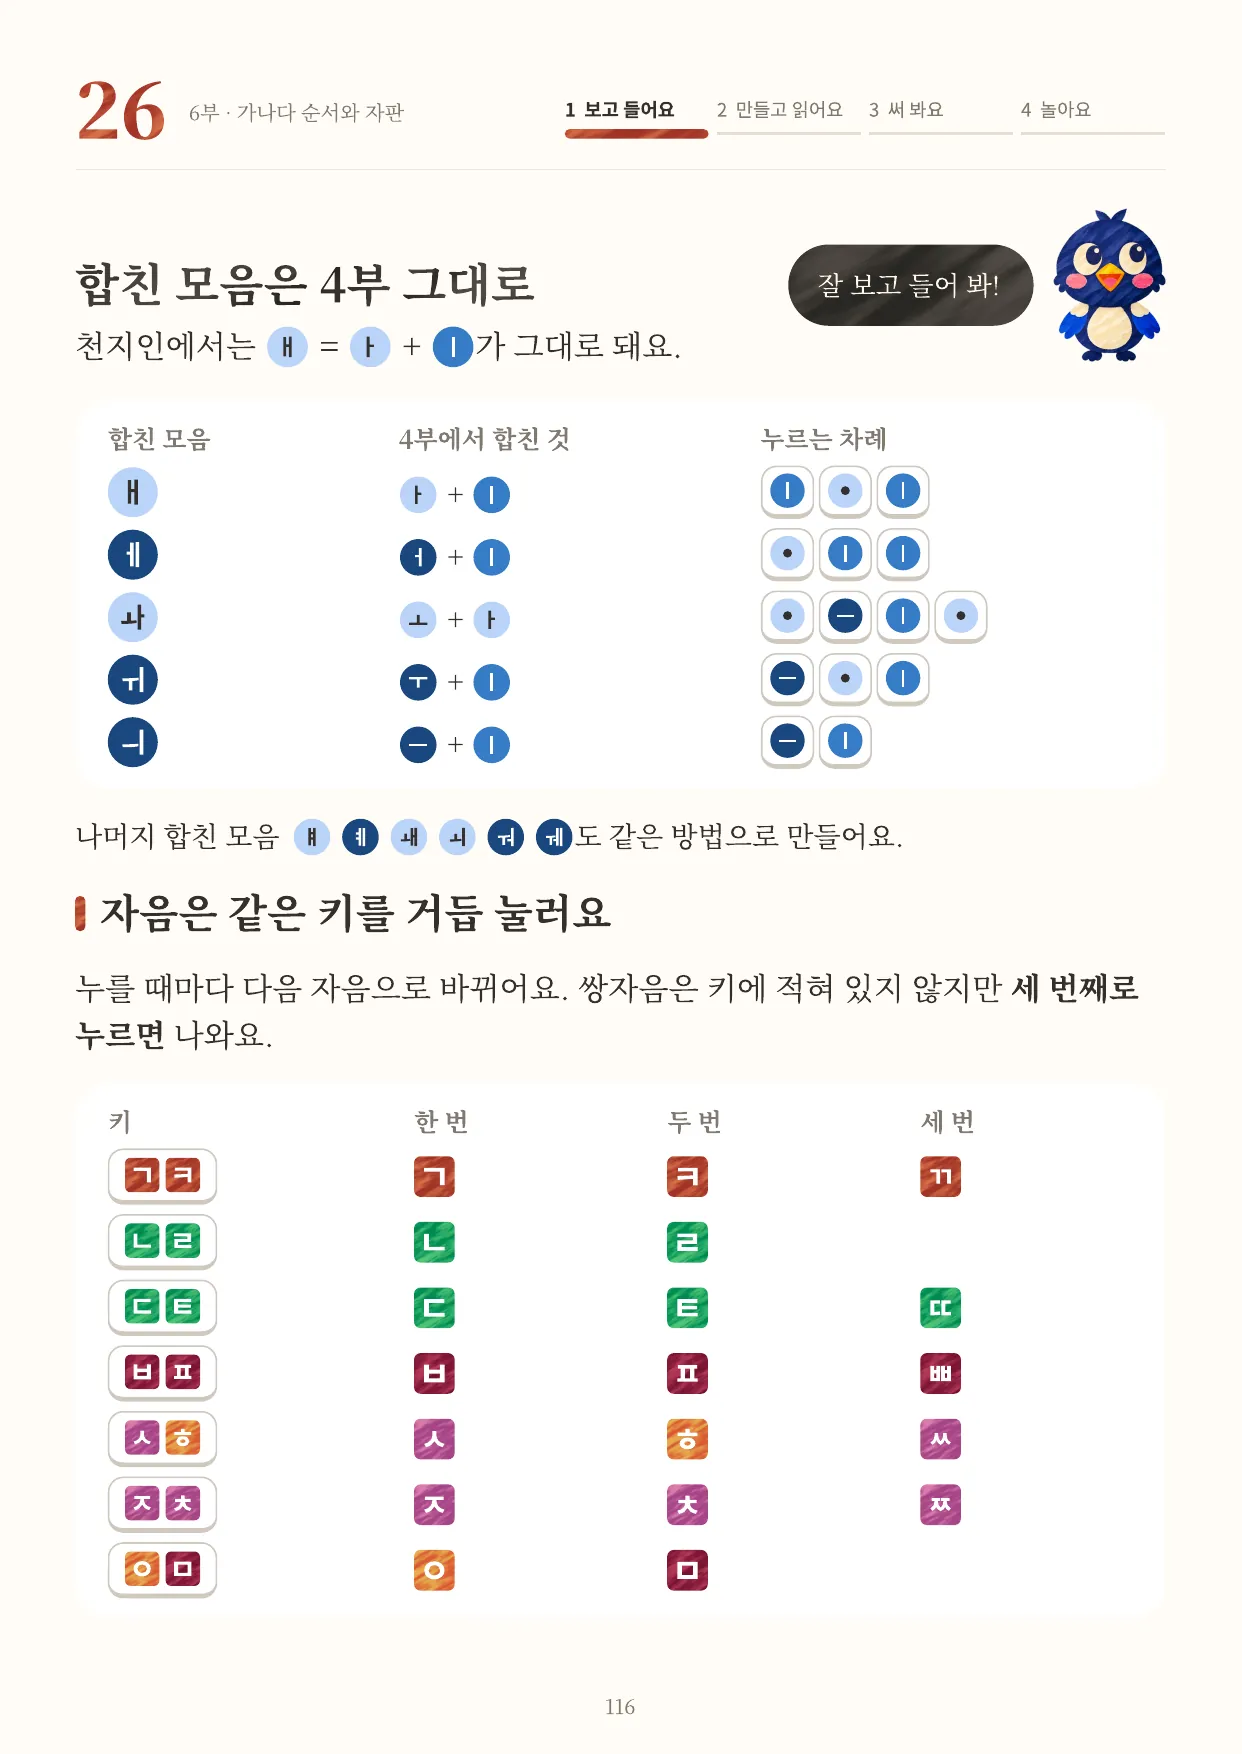 26 6부 · 가나다 순서와 자판 1 보고 들어요 2 만들고 읽어요 3 써 봐요 4 놀아요
합친 모음은 4부 그대로
잘 보고 들어 봐!
천지인에서는 ㅐ = ㅏ + ㅣ가 그대로 돼요.
합친 모음 4부에서 합친 것 누르는 차례
ㅐ ㅏ + ㅣ ㅣ • ㅣ
ㅔ ㅓ + ㅣ • ㅣ ㅣ
ㅘ ㅗ + ㅏ • ㅡ ㅣ •
ㅟ ㅜ + ㅣ ㅡ • ㅣ
ㅢ ㅡ + ㅣ ㅡ ㅣ
나머지 합친 모음 ㅒ ㅖ ㅙ ㅚ ㅝ ㅞ도 같은 방법으로 만들어요.
자음은 같은 키를 거듭 눌러요
누를 때마다 다음 자음으로 바뀌어요. 쌍자음은 키에 적혀 있지 않지만 세 번째로
누르면 나와요.
키 한 번 두 번 세 번
ㄱㅋ ㄱ ㅋ ㄲ
ㄴㄹ ㄴ ㄹ
ㄷㅌ ㄷ ㅌ ㄸ
ㅂㅍ ㅂ ㅍ ㅃ
ㅅㅎ ㅅ ㅎ ㅆ
ㅈㅊ ㅈ ㅊ ㅉ
ㅇㅁ ㅇ ㅁ
116